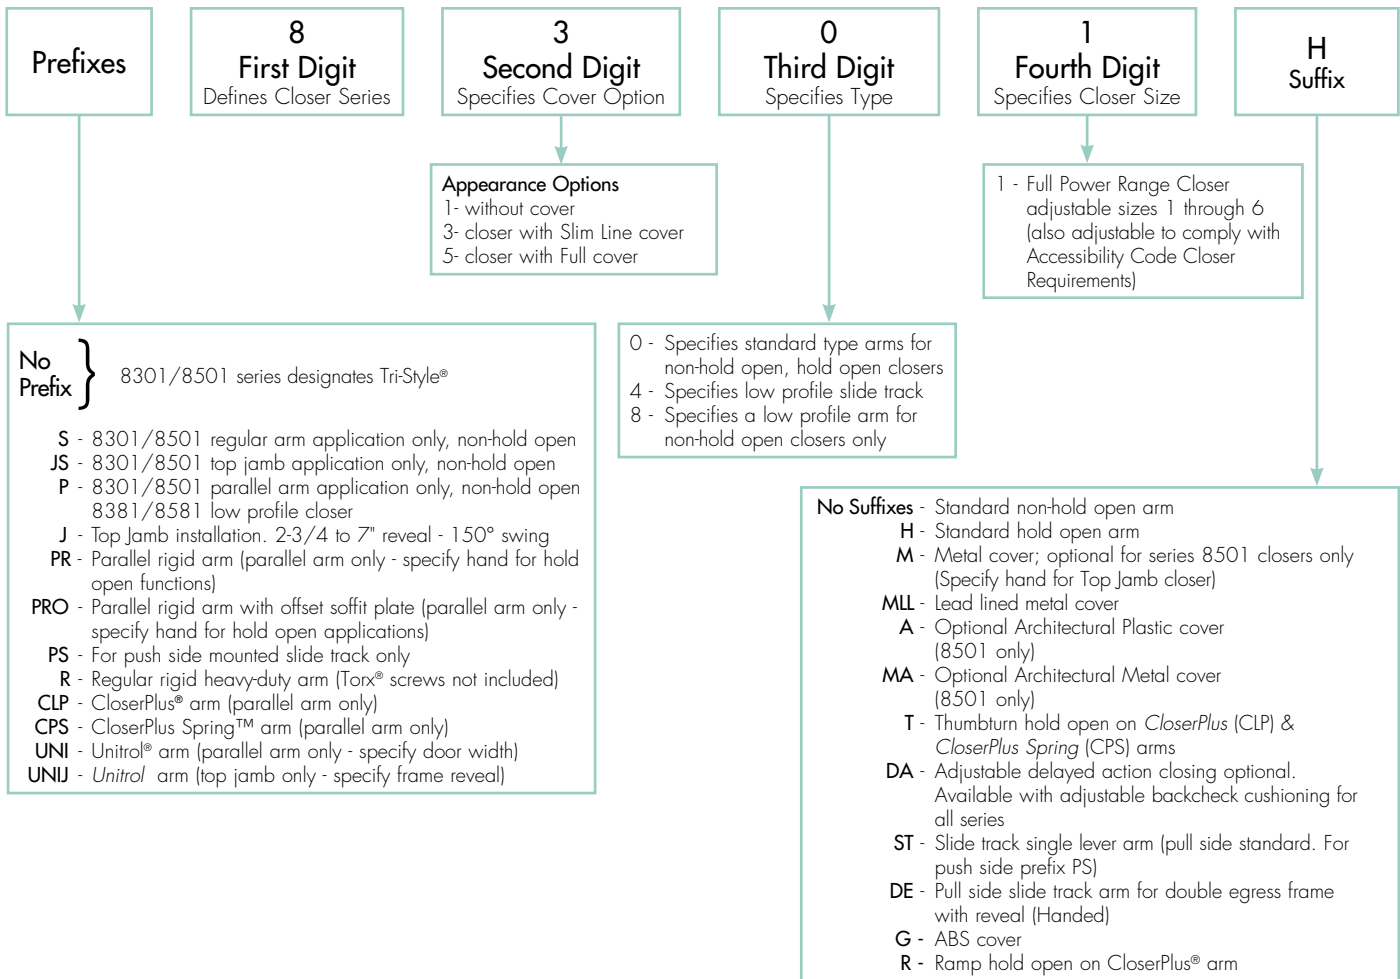 Prefixes
8
First Digit
Defines Closer Series
3
Second Digit
Specifies Cover Option
0
Third Digit
Specifies Type
1
Fourth Digit
Specifies Closer Size
H
Suffix
Appearance Options
1- without cover
3- closer with Slim Line cover
5- closer with Full cover
1 - Full Power Range Closer
adjustable sizes 1 through 6
(also adjustable to comply with
Accessibility Code Closer
Requirements)
No
Prefix } 8301/8501 series designates Tri-Style®
S - 8301/8501 regular arm application only, non-hold open
JS - 8301/8501 top jamb application only, non-hold open
P - 8301/8501 parallel arm application only, non-hold open
8381/8581 low profile closer
J - Top Jamb installation. 2-3/4 to 7" reveal - 150° swing
PR - Parallel rigid arm (parallel arm only - specify hand for hold
open functions)
PRO - Parallel rigid arm with offset soffit plate (parallel arm only -
specify hand for hold open applications)
PS - For push side mounted slide track only
R - Regular rigid heavy-duty arm (Torx® screws not included)
CLP - CloserPlus® arm (parallel arm only)
CPS - CloserPlus Spring™ arm (parallel arm only)
UNI - Unitrol® arm (parallel arm only - specify door width)
UNIJ - Unitrol arm (top jamb only - specify frame reveal)
0 - Specifies standard type arms for
non-hold open, hold open closers
4 - Specifies low profile slide track
8 - Specifies a low profile arm for
non-hold open closers only
No Suffixes - Standard non-hold open arm
H - Standard hold open arm
M - Metal cover; optional for series 8501 closers only
(Specify hand for Top Jamb closer)
MLL - Lead lined metal cover
A - Optional Architectural Plastic cover
(8501 only)
MA - Optional Architectural Metal cover
(8501 only)
T - Thumbturn hold open on CloserPlus (CLP) &
CloserPlus Spring (CPS) arms
DA - Adjustable delayed action closing optional.
Available with adjustable backcheck cushioning for
all series
ST - Slide track single lever arm (pull side standard. For
push side prefix PS)
DE - Pull side slide track arm for double egress frame
with reveal (Handed)
G - ABS cover
R - Ramp hold open on CloserPlus® arm